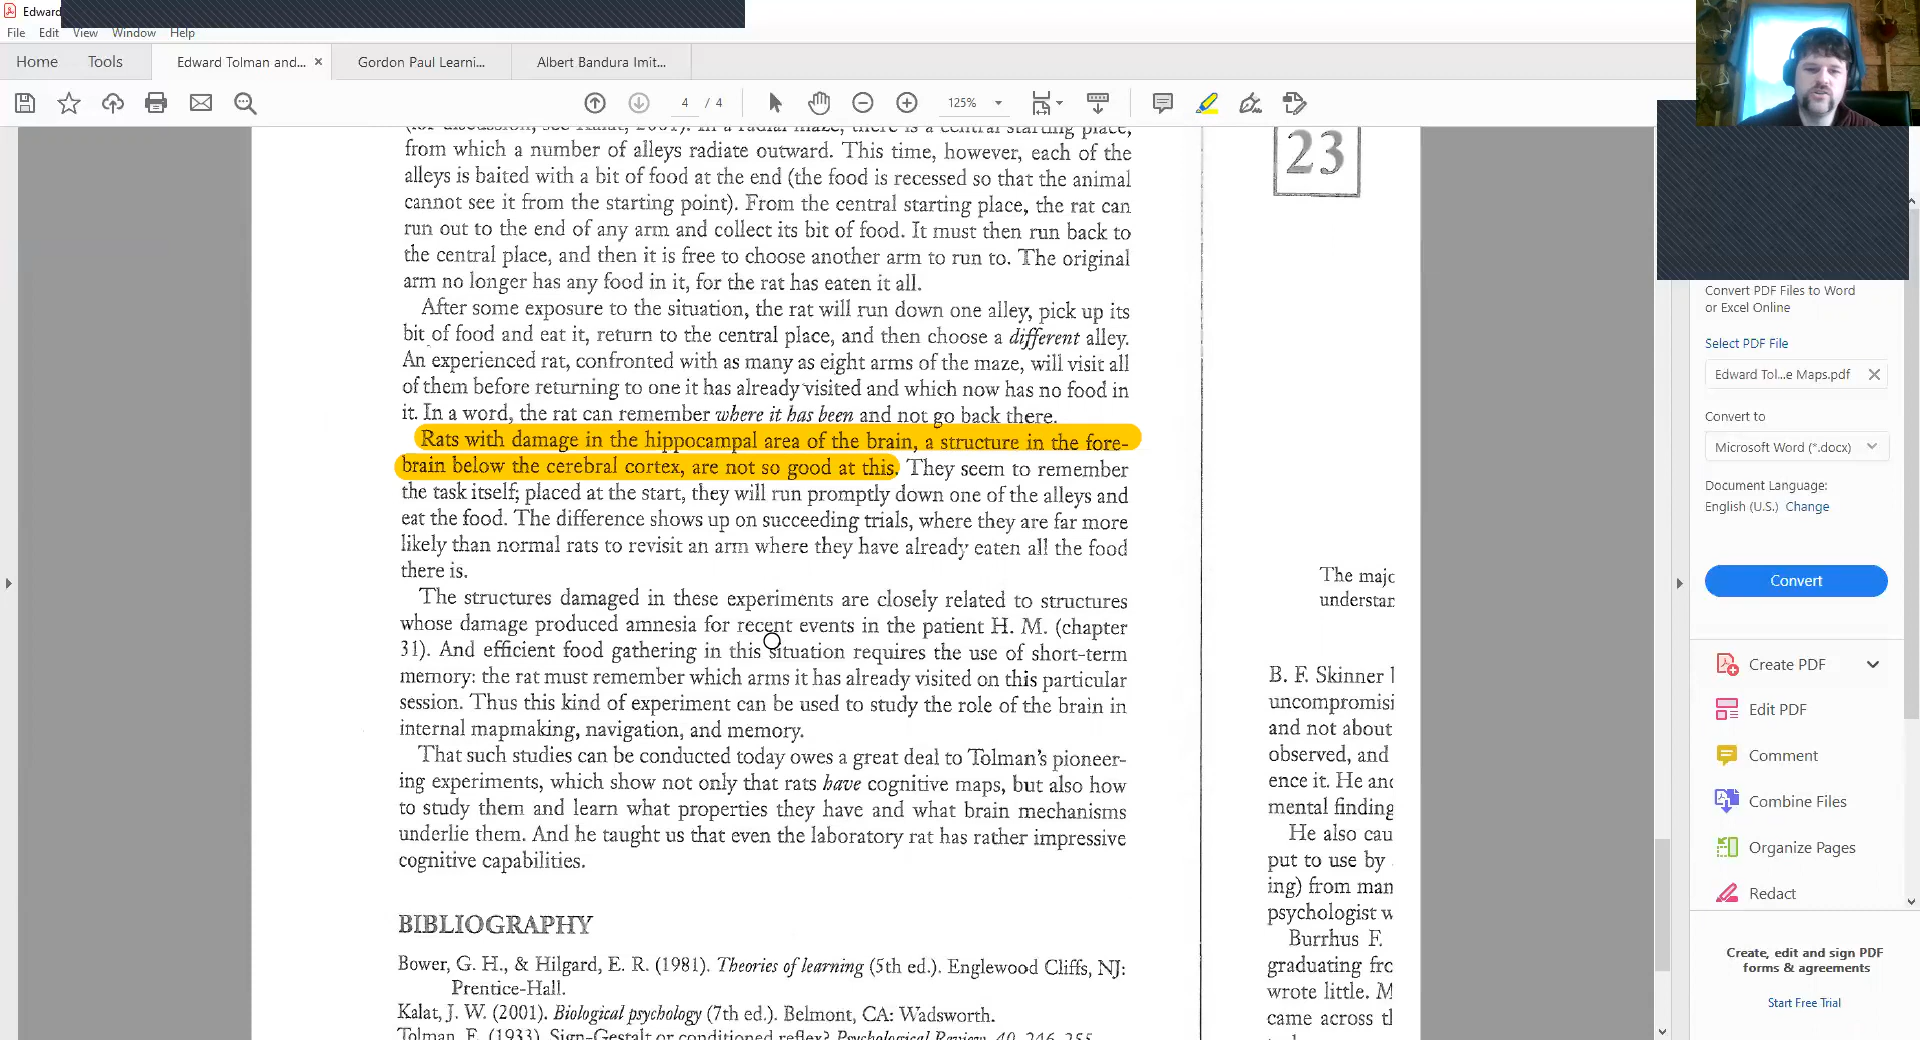 Edward
File Edit View Window Help
Home Tools Edward Tolman and... × Gordon Paul Learni... Albert Bandura Imit...
4 / 4 125%
from which a number of alleys radiate outward. This time, however, each of the
alleys is baited with a bit of food at the end (the food is recessed so that the animal
cannot see it from the starting point). From the central starting place, the rat can
run out to the end of any arm and collect its bit of food. It must then run back to
the central place, and then it is free to choose another arm to run to. The original
arm no longer has any food in it, for the rat has eaten it all.
After some exposure to the situation, the rat will run down one alley, pick up its
bit of food and eat it, return to the central place, and then choose a different alley.
An experienced rat, confronted with as many as eight arms of the maze, will visit all
of them before returning to one it has already visited and which now has no food in
it. In a word, the rat can remember where it has been and not go back there.
Rats with damage in the hippocampal area of the brain, a structure in the fore-
brain below the cerebral cortex, are not so good at this. They seem to remember
the task itself; placed at the start, they will run promptly down one of the alleys and
eat the food. The difference shows up on succeeding trials, where they are far more
likely than normal rats to revisit an arm where they have already eaten all the food
there is.
The structures damaged in these experiments are closely related to structures
whose damage produced amnesia for recent events in the patient H. M. (chapter
31). And efficient food gathering in this situation requires the use of short-term
memory: the rat must remember which arms it has already visited on this particular
session. Thus this kind of experiment can be used to study the role of the brain in
internal mapmaking, navigation, and memory.
That such studies can be conducted today owes a great deal to Tolman's pioneer-
ing experiments, which show not only that rats have cognitive maps, but also how
to study them and learn what properties they have and what brain mechanisms
underlie them. And he taught us that even the laboratory rat has rather impressive
cognitive capabilities.
BIBLIOGRAPHY
Bower, G. H., & Hilgard, E. R. (1981). Theories of learning (5th ed.). Englewood Cliffs, NJ:
Prentice-Hall.
Kalat, J. W. (2001). Biological psychology (7th ed.). Belmont, CA: Wadsworth.
Tolman, E. (1933). Sign-Gestalt or conditioned reflex? Psychological Review, 40, 246-255.
23
The majo
understan
B. F. Skinner
uncompromisi
and not about
observed, and
ence it. He and
mental finding
He also cau
put to use by
ing) from man
psychologist w
Burrhus F.
graduating fro
wrote little. M
came across tl
Convert PDF Files to Word
or Excel Online
Select PDF File
Edward Tol...e Maps.pdf
Convert to
Microsoft Word (*.docx)
Document Language:
English (U.S.) Change
Convert
Create PDF
Edit PDF
Comment
Combine Files
Organize Pages
Redact
Create, edit and sign PDF
forms & agreements
Start Free Trial